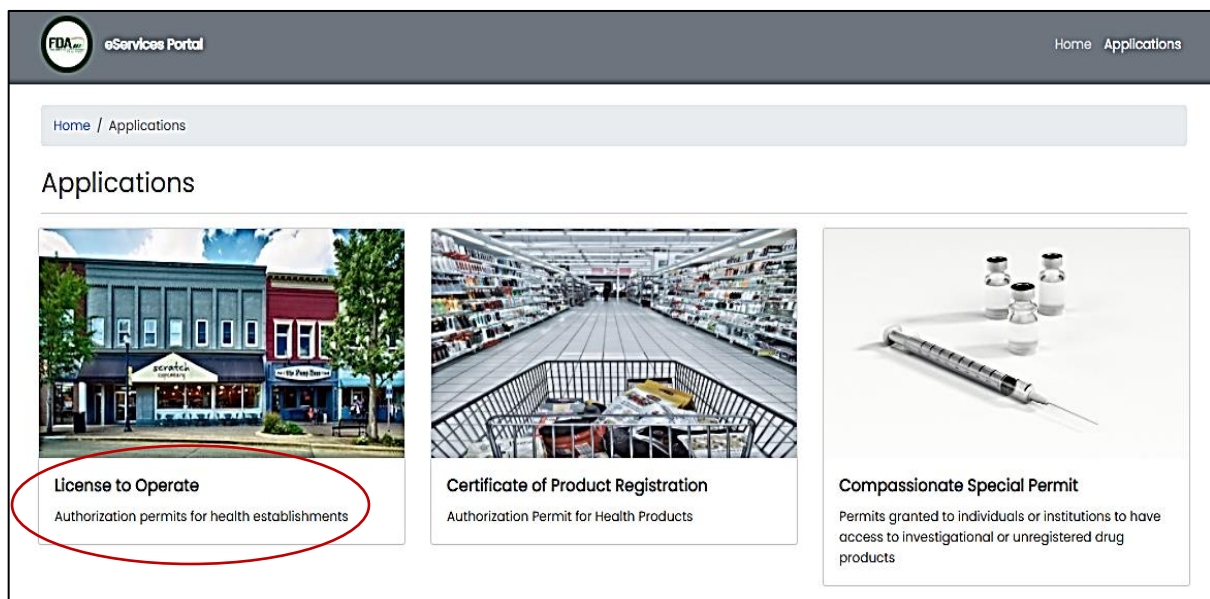 FDA
eServices Portal
Home Applications
Home / Applications
Applications
scratch
License to Operate
Authorization permits for health establishments
Certificate of Product Registration
Authorization Permit for Health Products
Compassionate Special Permit
Permits granted to individuals or institutions to have
access to investigational or unregistered drug
products